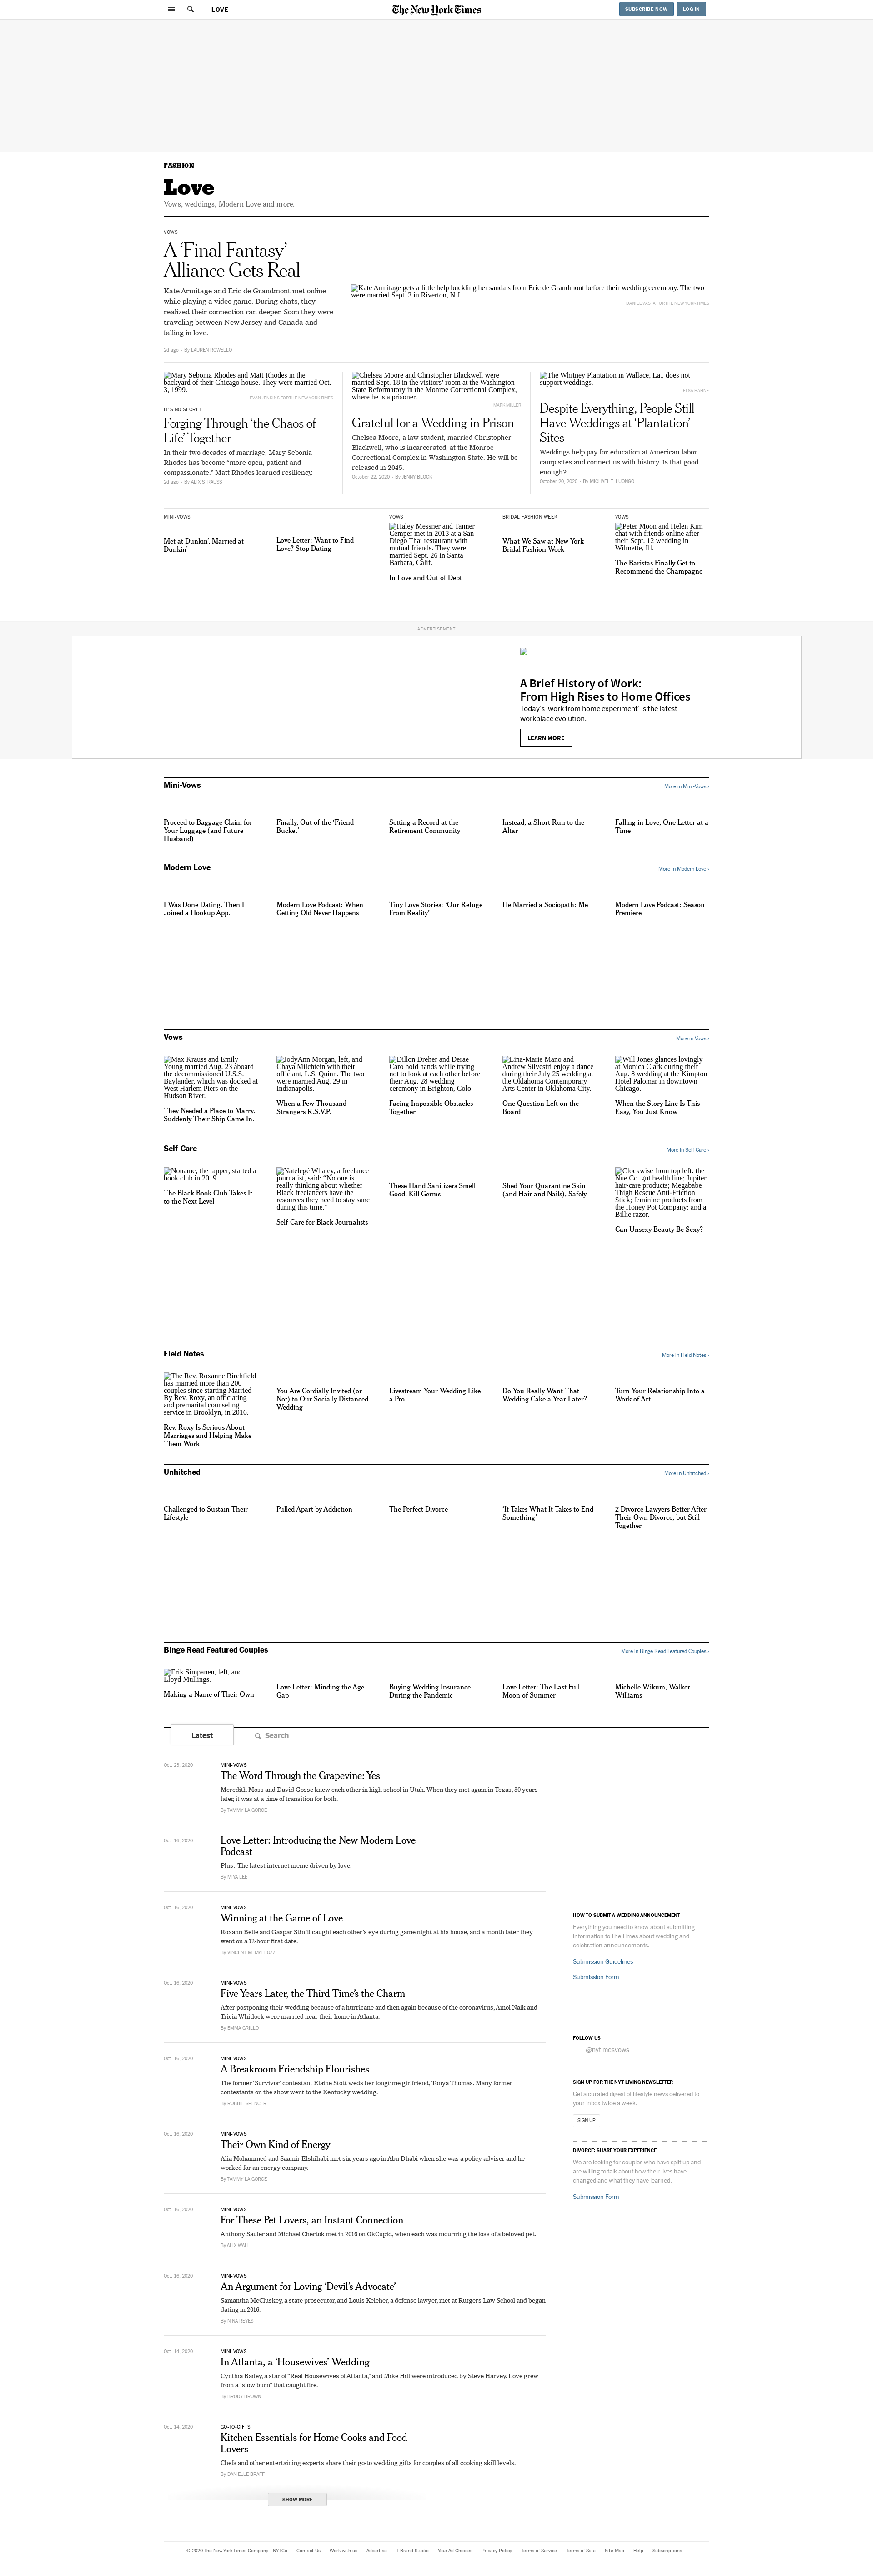 LOVE
The New York Times
SUBSCRIBE NOW
LOG IN
FASHION
Love
Vows, weddings, Modern Love and more.
VOWS
A ‘Final Fantasy’
Alliance Gets Real
Kate Armitage and Eric de Grandmont met online
while playing a video game. During chats, they
realized their connection ran deeper. Soon they were
traveling between New Jersey and Canada and
falling in love.
2d ago - By LAUREN ROWELLO
Kate Armitage gets a little help buckling her sandals from Eric de Grandmont before their wedding ceremony. The two
were married Sept. 3 in Riverton, N.J.
DANIEL VASTA FOR THE NEW YORK TIMES
Mary Sebonia Rhodes and Matt Rhodes in the
backyard of their Chicago house. They were married Oct.
3, 1999.
EVAN JENKINS FOR THE NEW YORK TIMES
IT'S NO SECRET
Forging Through ‘the Chaos of
Life’ Together
In their two decades of marriage, Mary Sebonia
Rhodes has become “more open, patient and
compassionate.” Matt Rhodes learned resiliency.
2d ago - By ALIX STRAUSS
Chelsea Moore and Christopher Blackwell were
married Sept. 18 in the visitors’ room at the Washington
State Reformatory in the Monroe Correctional Complex,
where he is a prisoner.
MARK MILLER
Grateful for a Wedding in Prison
Chelsea Moore, a law student, married Christopher
Blackwell, who is incarcerated, at the Monroe
Correctional Complex in Washington State. He will be
released in 2045.
October 22, 2020 - By JENNY BLOCK
The Whitney Plantation in Wallace, La., does not
support weddings.
ELSA HAHNE
Despite Everything, People Still
Have Weddings at ‘Plantation’
Sites
Weddings help pay for education at American labor
camp sites and connect us with history. Is that good
enough?
October 20, 2020 - By MICHAEL T. LUONGO
MINI-VOWS
Met at Dunkin’, Married at
Dunkin’
Love Letter: Want to Find
Love? Stop Dating
VOWS
Haley Messner and Tanner
Cemper met in 2013 at a San
Diego Thai restaurant with
mutual friends. They were
married Sept. 26 in Santa
Barbara, Calif.
In Love and Out of Debt
BRIDAL FASHION WEEK
What We Saw at New York
Bridal Fashion Week
VOWS
Peter Moon and Helen Kim
chat with friends online after
their Sept. 12 wedding in
Wilmette, Ill.
The Baristas Finally Get to
Recommend the Champagne
ADVERTISEMENT
A Brief History of Work:
From High Rises to Home Offices
Today's 'work from home experiment' is the latest
workplace evolution.
LEARN MORE
Mini-Vows
More in Mini-Vows ›
Proceed to Baggage Claim for
Your Luggage (and Future
Husband)
Finally, Out of the ‘Friend
Bucket’
Setting a Record at the
Retirement Community
Instead, a Short Run to the
Altar
Falling in Love, One Letter at a
Time
Modern Love
More in Modern Love ›
I Was Done Dating. Then I
Joined a Hookup App.
Modern Love Podcast: When
Getting Old Never Happens
Tiny Love Stories: ‘Our Refuge
From Reality’
He Married a Sociopath: Me
Modern Love Podcast: Season
Premiere
Vows
More in Vows ›
Max Krauss and Emily
Young married Aug. 23 aboard
the decommissioned U.S.
Baylander, which was docked at
West Harlem Piers on the
Hudson River.
They Needed a Place to Marry.
Suddenly Their Ship Came In.
JodyAnn Morgan, left, and
Chaya Milchtein with their
officiant, L.S. Quinn. The two
were married Aug. 29 in
Indianapolis.
When a Few Thousand
Strangers R.S.V.P.
Dillon Dreher and Derae
Caro hold hands while trying
not to look at each other before
their Aug. 28 wedding
ceremony in Brighton, Colo.
Facing Impossible Obstacles
Together
Lina-Marie Mano and
Andrew Silvestri enjoy a dance
during their July 25 wedding at
the Oklahoma Contemporary
Arts Center in Oklahoma City.
One Question Left on the
Board
Will Jones glances lovingly
at Monica Clark during their
Aug. 8 wedding at the Kimpton
Hotel Palomar in downtown
Chicago.
When the Story Line Is This
Easy, You Just Know
Self-Care
More in Self-Care ›
Noname, the rapper, started a
book club in 2019.
The Black Book Club Takes It
to the Next Level
Natelegé Whaley, a freelance
journalist, said: “No one is
really thinking about whether
Black freelancers have the
resources they need to stay sane
during this time.”
Self-Care for Black Journalists
These Hand Sanitizers Smell
Good, Kill Germs
Shed Your Quarantine Skin
(and Hair and Nails), Safely
Clockwise from top left: the
Nue Co. gut health line; Jupiter
hair-care products; Megababe
Thigh Rescue Anti-Friction
Stick; feminine products from
the Honey Pot Company; and a
Billie razor.
Can Unsexy Beauty Be Sexy?
Field Notes
More in Field Notes ›
The Rev. Roxanne Birchfield
has married more than 200
couples since starting Married
By Rev. Roxy, an officiating
and premarital counseling
service in Brooklyn, in 2016.
Rev. Roxy Is Serious About
Marriages and Helping Make
Them Work
You Are Cordially Invited (or
Not) to Our Socially Distanced
Wedding
Livestream Your Wedding Like
a Pro
Do You Really Want That
Wedding Cake a Year Later?
Turn Your Relationship Into a
Work of Art
Unhitched
More in Unhitched ›
Challenged to Sustain Their
Lifestyle
Pulled Apart by Addiction
The Perfect Divorce
‘It Takes What It Takes to End
Something’
2 Divorce Lawyers Better After
Their Own Divorce, but Still
Together
Binge Read Featured Couples
More in Binge Read Featured Couples ›
Erik Simpanen, left, and
Lloyd Mullings.
Making a Name of Their Own
Love Letter: Minding the Age
Gap
Buying Wedding Insurance
During the Pandemic
Love Letter: The Last Full
Moon of Summer
Michelle Wikum, Walker
Williams
Latest
Search
Oct. 23, 2020
MINI-VOWS
The Word Through the Grapevine: Yes
Meredith Moss and David Gosse knew each other in high school in Utah. When they met again in Texas, 30 years
later, it was at a time of transition for both.
By TAMMY LA GORCE
Oct. 16, 2020
Love Letter: Introducing the New Modern Love
Podcast
Plus: The latest internet meme driven by love.
By MIYA LEE
Oct. 16, 2020
MINI-VOWS
Winning at the Game of Love
Roxann Belle and Gaspar Stinfil caught each other’s eye during game night at his house, and a month later they
went on a 12-hour first date.
By VINCENT M. MALLOZZI
Oct. 16, 2020
MINI-VOWS
Five Years Later, the Third Time’s the Charm
After postponing their wedding because of a hurricane and then again because of the coronavirus, Amol Naik and
Tricia Whitlock were married near their home in Atlanta.
By EMMA GRILLO
Oct. 16, 2020
MINI-VOWS
A Breakroom Friendship Flourishes
The former ‘Survivor’ contestant Elaine Stott weds her longtime girlfriend, Tonya Thomas. Many former
contestants on the show went to the Kentucky wedding.
By ROBBIE SPENCER
Oct. 16, 2020
MINI-VOWS
Their Own Kind of Energy
Alia Mohammed and Saamir Elshihabi met six years ago in Abu Dhabi when she was a policy adviser and he
worked for an energy company.
By TAMMY LA GORCE
Oct. 16, 2020
MINI-VOWS
For These Pet Lovers, an Instant Connection
Anthony Sauler and Michael Chertok met in 2016 on OkCupid, when each was mourning the loss of a beloved pet.
By ALIX WALL
Oct. 16, 2020
MINI-VOWS
An Argument for Loving ‘Devil’s Advocate’
Samantha McCluskey, a state prosecutor, and Louis Keleher, a defense lawyer, met at Rutgers Law School and began
dating in 2016.
By NINA REYES
Oct. 14, 2020
MINI-VOWS
In Atlanta, a ‘Housewives’ Wedding
Cynthia Bailey, a star of “Real Housewives of Atlanta,” and Mike Hill were introduced by Steve Harvey. Love grew
from a “slow burn” that caught fire.
By BRODY BROWN
Oct. 14, 2020
GO-TO-GIFTS
Kitchen Essentials for Home Cooks and Food
Lovers
Chefs and other entertaining experts share their go-to wedding gifts for couples of all cooking skill levels.
By DANIELLE BRAFF
SHOW MORE
HOW TO SUBMIT A WEDDING ANNOUNCEMENT
Everything you need to know about submitting
information to The Times about wedding and
celebration announcements.
Submission Guidelines
Submission Form
FOLLOW US
@nytimesvows
SIGN UP FOR THE NYT LIVING NEWSLETTER
Get a curated digest of lifestyle news delivered to
your inbox twice a week.
SIGN UP
DIVORCE: SHARE YOUR EXPERIENCE
We are looking for couples who have split up and
are willing to talk about how their lives have
changed and what they have learned.
Submission Form
© 2020 The New York Times Company NYTCo Contact Us Work with us Advertise T Brand Studio Your Ad Choices Privacy Policy Terms of Service Terms of Sale Site Map Help Subscriptions